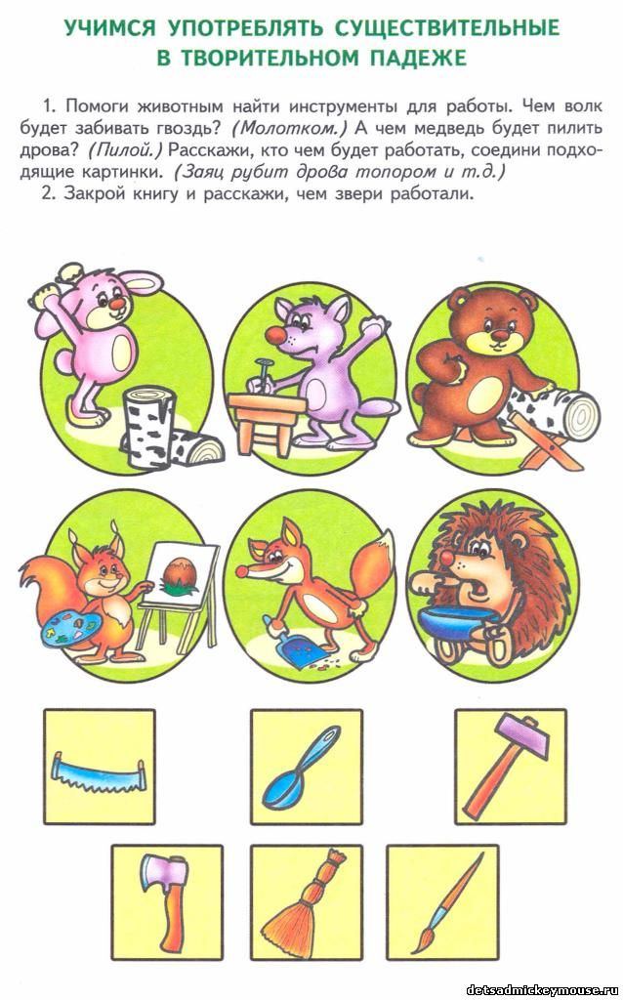 УЧИМСЯ УПОТРЕБЛЯТЬ СУЩЕСТВИТЕЛЬНЫЕ
В ТВОРИТЕЛЬНОМ ПАДЕЖЕ
1. Помоги животным найти инструменты для работы. Чем волк
будет забивать гвоздь? (Молотком.) А чем медведь будет пилить
дрова? (Пилой.) Расскажи, кто чем будет работать, соедини подхо-
дящие картинки. (Заяц рубит дрова топором и т.д.)
2. Закрой книгу и расскажи, чем звери работали.
detsadmickeymouse.ru